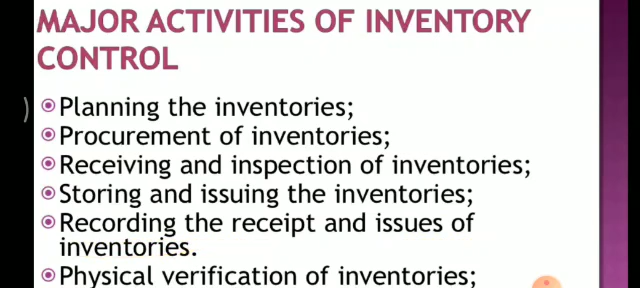 MAJOR ACTIVITIES OF INVENTORY
CONTROL
Planning the inventories;
Procurement of inventories;
Receiving and inspection of inventories;
Storing and issuing the inventories;
Recording the receipt and issues of
inventories.
Physical verification of inventories;